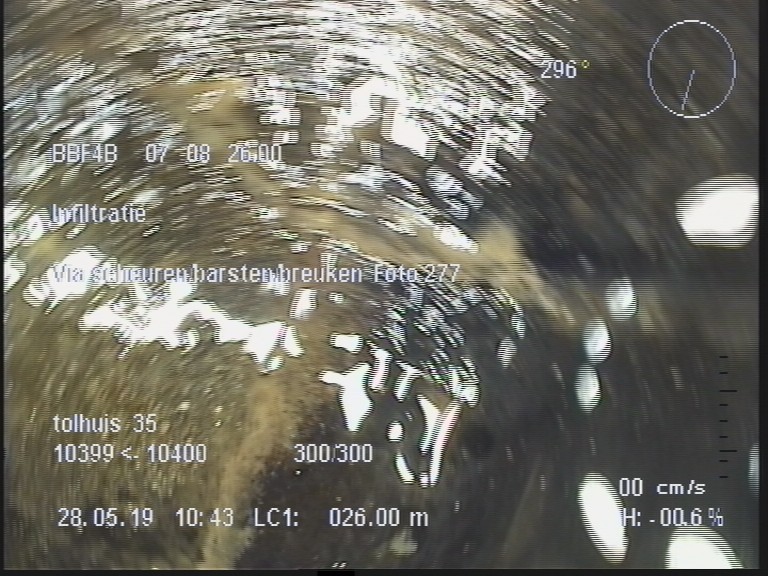 296°
BBF4B 07 08 26,00
Infiltratie
Via scheuren,barsten,breuken Foto 277
tolhuis 35
10399 <- 10400 300/300
00 cm/s
28.05.19 10:43 LC1: 026.00 m H: -00.6 %